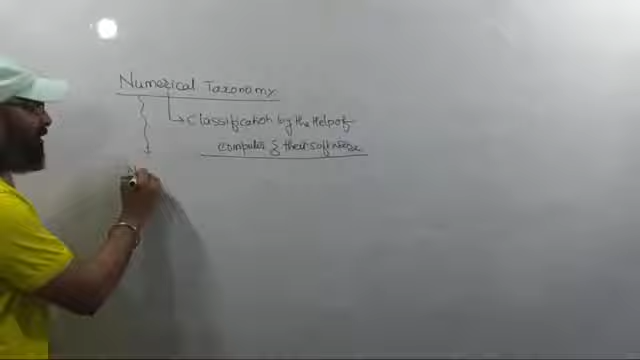 Numerical Taxonomy
Classification by the Help of
computer & their software
N